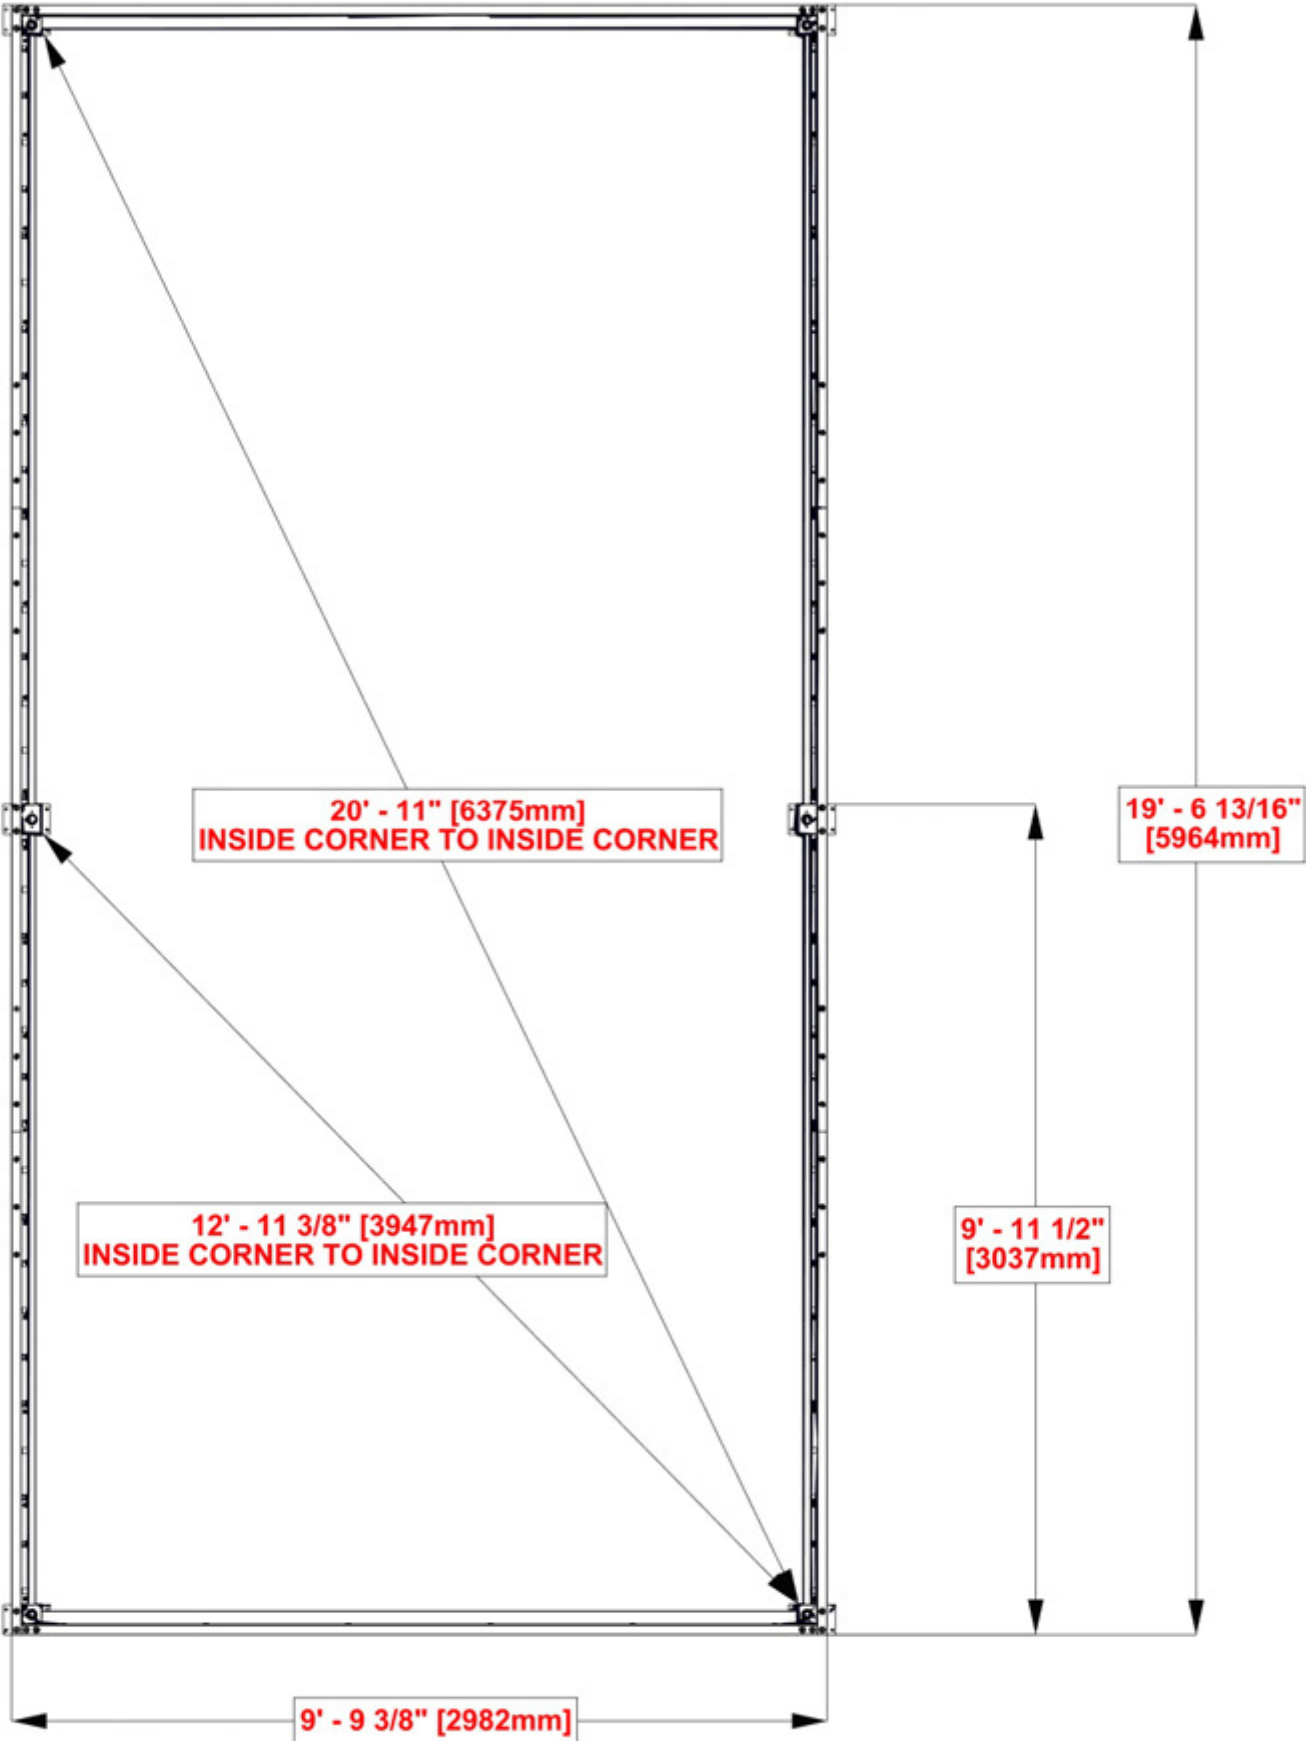 20' - 11" [6375mm]
INSIDE CORNER TO INSIDE CORNER
19' - 6 13/16"
[5964mm]
12' - 11 3/8" [3947mm]
INSIDE CORNER TO INSIDE CORNER
9' - 11 1/2"
[3037mm]
9' - 9 3/8" [2982mm]